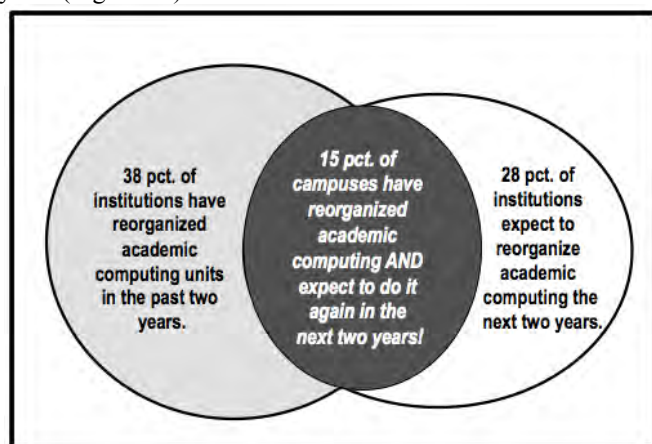 38 pct. of
institutions have
reorganized
academic
computing units
in the past two
years.
15 pct. of
campuses have
reorganized
academic
computing AND
expect to do it
again in the
next two years!
28 pct. of
institutions
expect to
reorganize
academic
computing the
next two years.